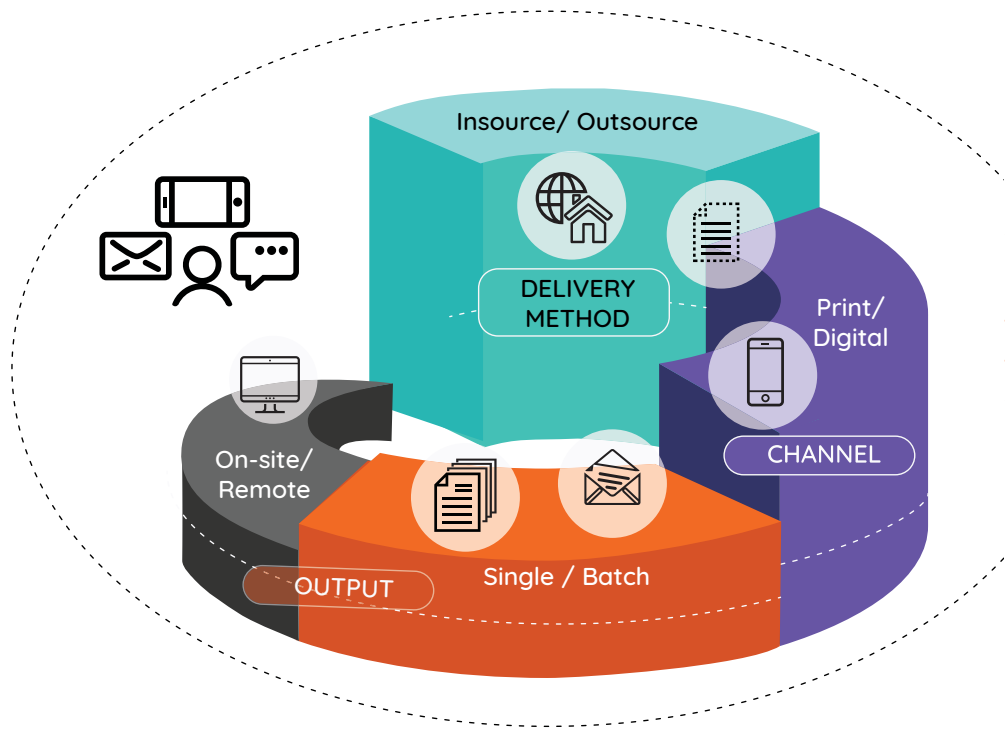 Insource/ Outsource
DELIVERY
METHOD
Print/
Digital
CHANNEL
On-site/
Remote
Single / Batch
OUTPUT